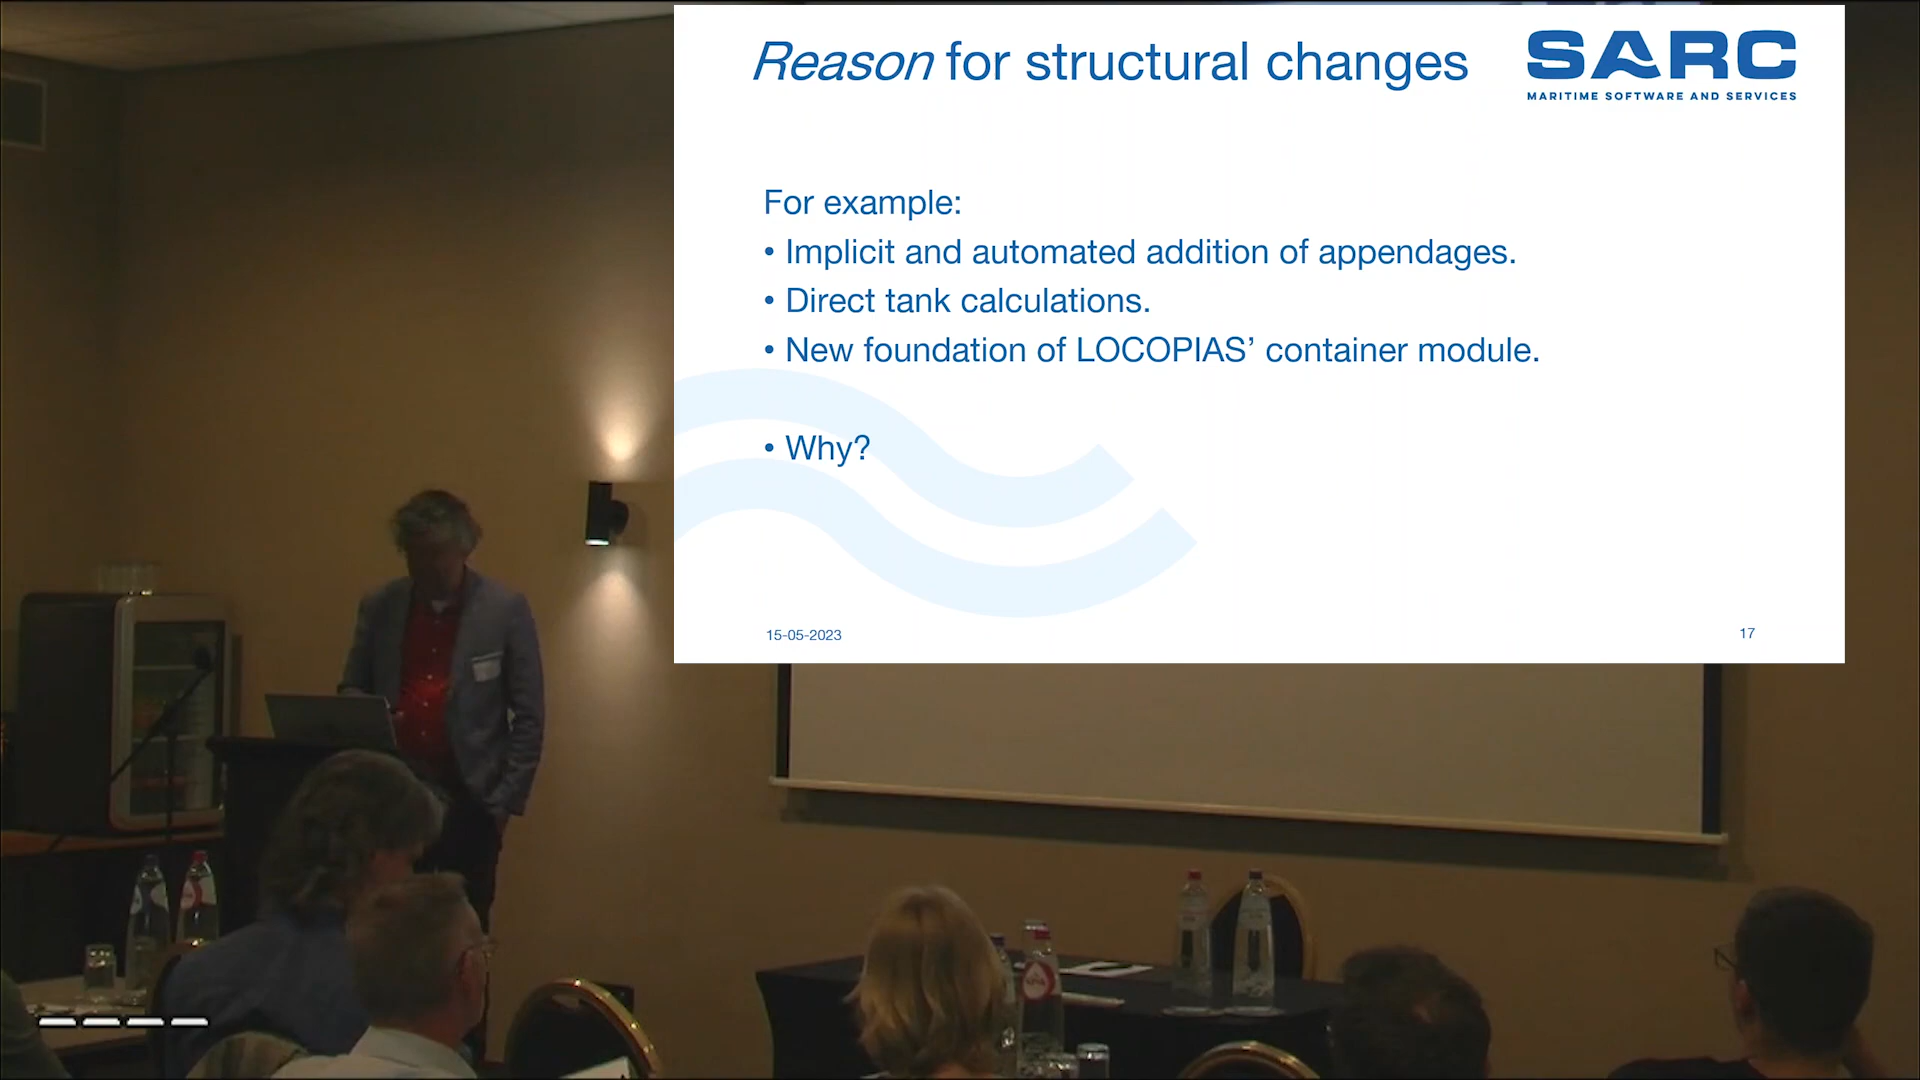 Reason for structural changes
SARC
MARITIME SOFTWARE AND SERVICES
For example:
• Implicit and automated addition of appendages.
• Direct tank calculations.
• New foundation of LOCOPIAS’ container module.
• Why?
15-05-2023
17